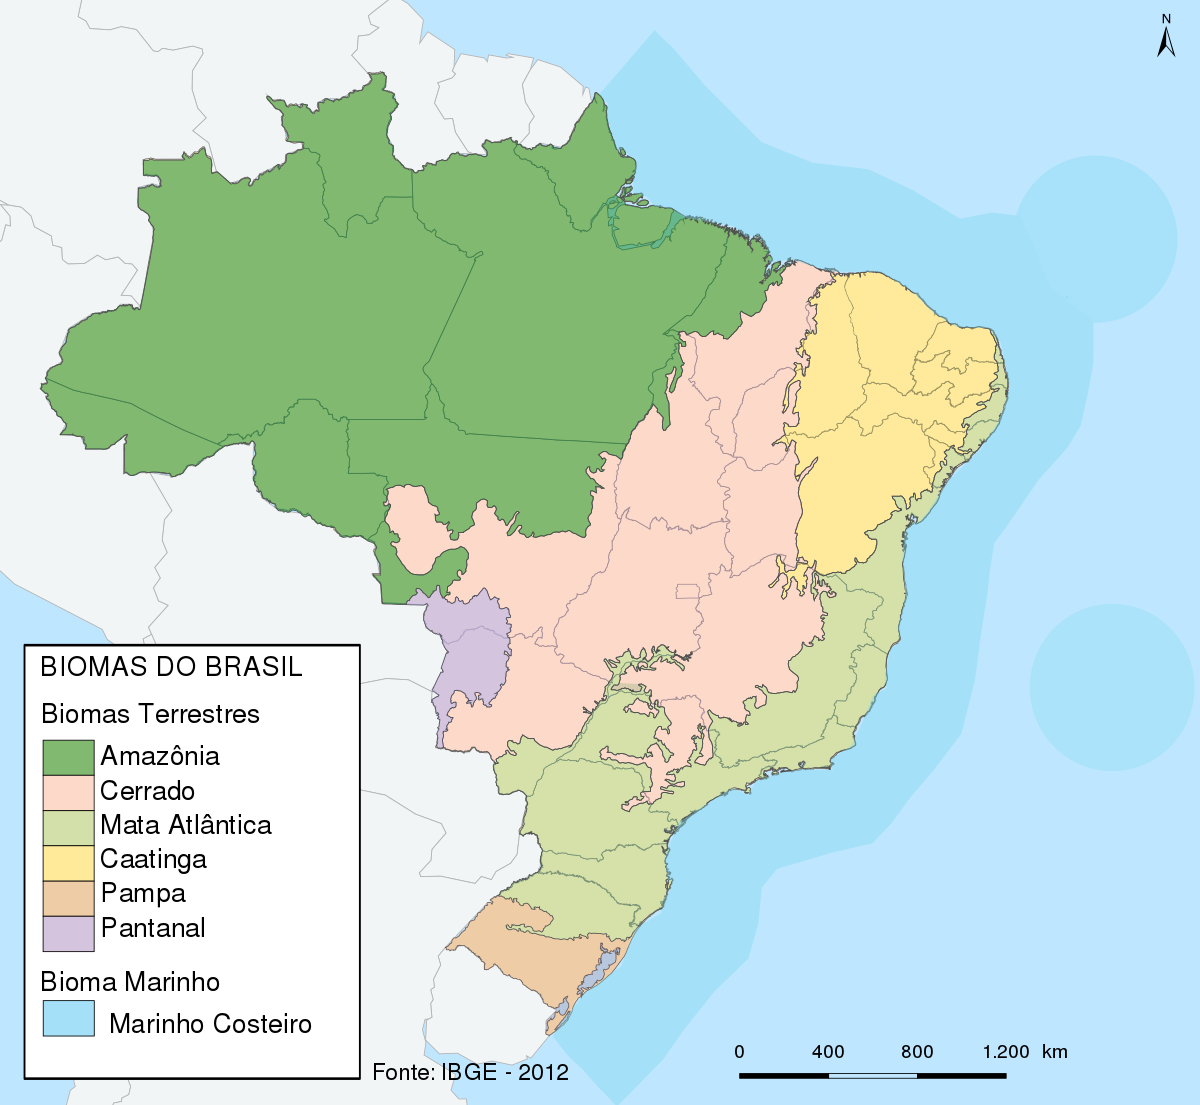 N
BIOMAS DO BRASIL
Biomas Terrestres
Amazônia
Cerrado
Mata Atlântica
Caatinga
Pampa
Pantanal
Bioma Marinho
Marinho Costeiro
Fonte: IBGE - 2012
0 400 800 1.200 km